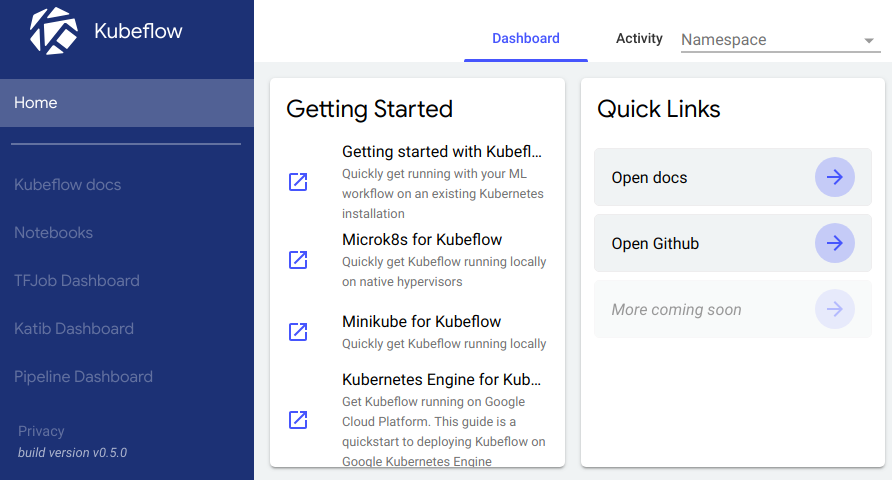 Kubeflow
Home
Kubeflow docs
Notebooks
TFJob Dashboard
Katib Dashboard
Pipeline Dashboard
Privacy
build version v0.5.0
Dashboard
Activity
Namespace
Getting Started
Getting started with Kubefl...
Quickly get running with your ML
workflow on an existing Kubernetes
installation
Microk8s for Kubeflow
Quickly get Kubeflow running locally
on native hypervisors
Minikube for Kubeflow
Quickly get Kubeflow running locally
Kubernetes Engine for Kub...
Get Kubeflow running on Google
Cloud Platform. This guide is a
quickstart to deploying Kubeflow on
Google Kubernetes Engine
Quick Links
Open docs
Open Github
More coming soon